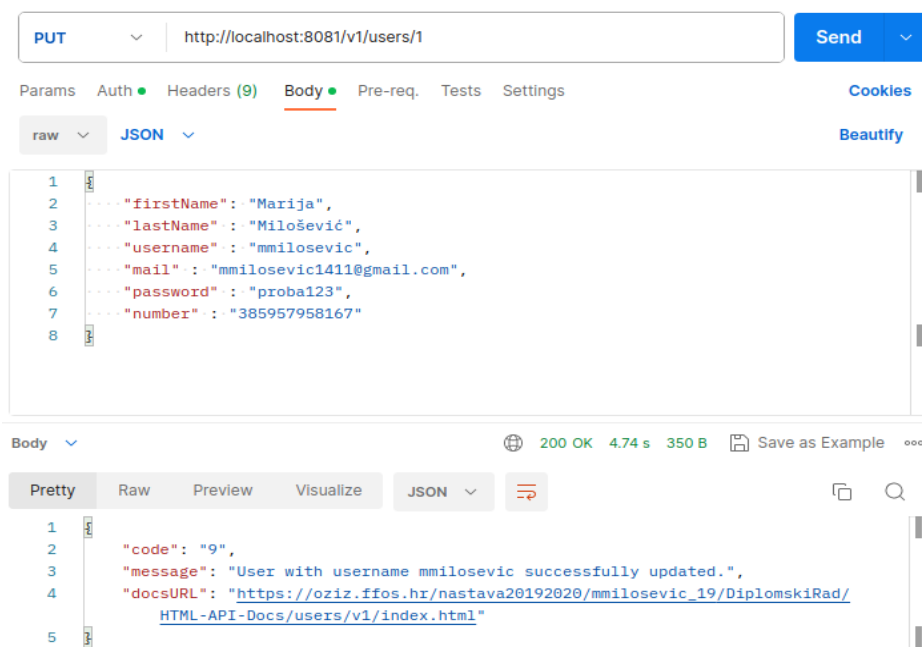 PUT http://localhost:8081/v1/users/1 Send
Params Auth Headers (9) Body Pre-req. Tests Settings Cookies
raw JSON Beautify
1 {
2 "firstName": "Marija",
3 "lastName" : "Milošević",
4 "username" : "mmilosevic",
5 "mail" : "mmilosevic1411@gmail.com",
6 "password" : "proba123",
7 "number" : "385957958167"
8 }
Body 200 OK 4.74 s 350 B Save as Example
Pretty Raw Preview Visualize JSON
1 {
2 "code": "9",
3 "message": "User with username mmilosevic successfully updated.",
4 "docsURL": "https://oziz.ffos.hr/nastava20192020/mmilosevic_19/DiplomskiRad/
HTML-API-Docs/users/v1/index.html"
5 }